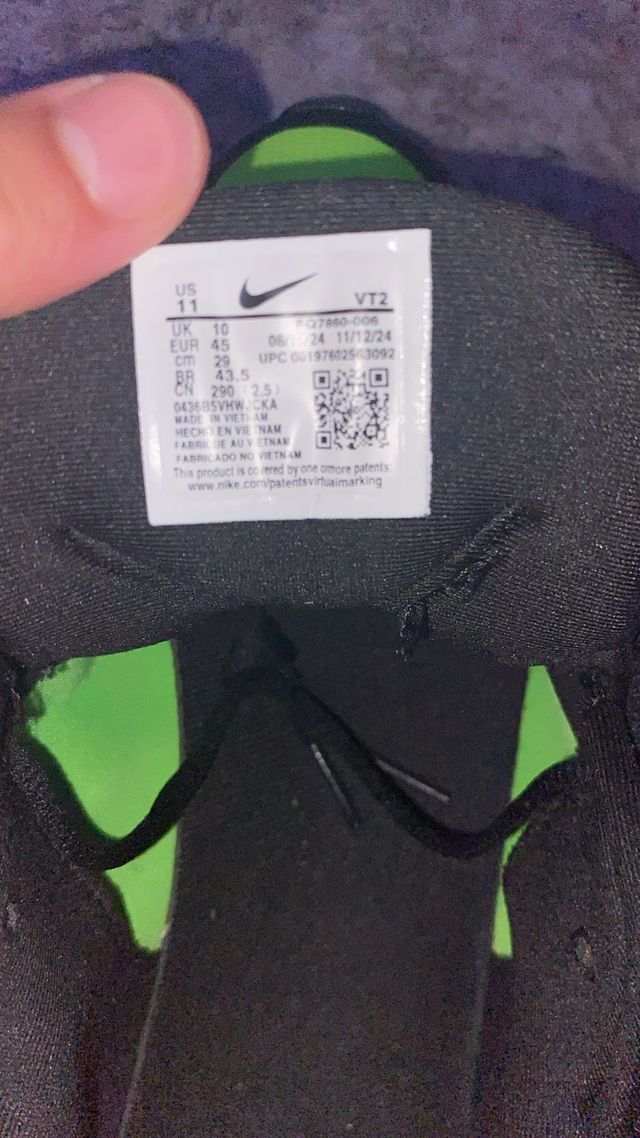 US
11
VT2
UK 10
EUR 45
cm 29
BR 43.5
CN 290 (2.5)
11/12/24
UPC
MADE IN VIETNAM
HECHO EN VIETNAM
FABRIQUE AU VIETNAM
FABRICADO NO VIETNAM
This product is covered by one or more patents:
www.nike.com/patentsvirtualmarking